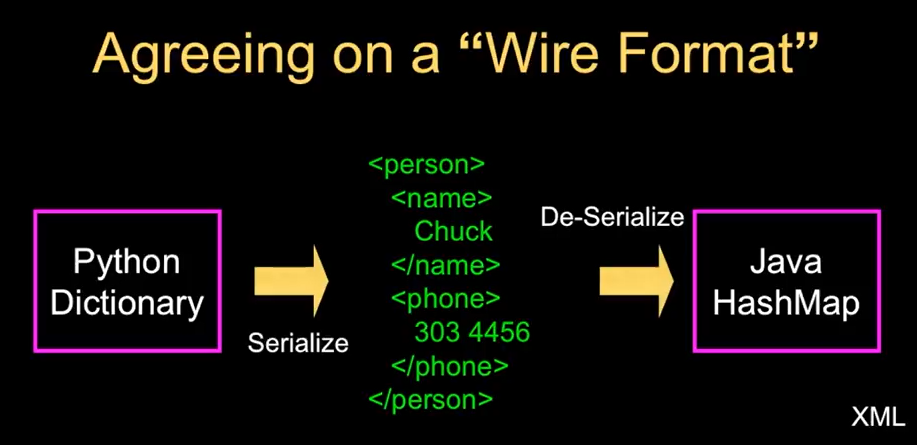 Agreeing on a “Wire Format”
Python
Dictionary
Serialize
<person>
<name>
Chuck
</name>
<phone>
303 4456
</phone>
</person>
De-Serialize
Java
HashMap
XML